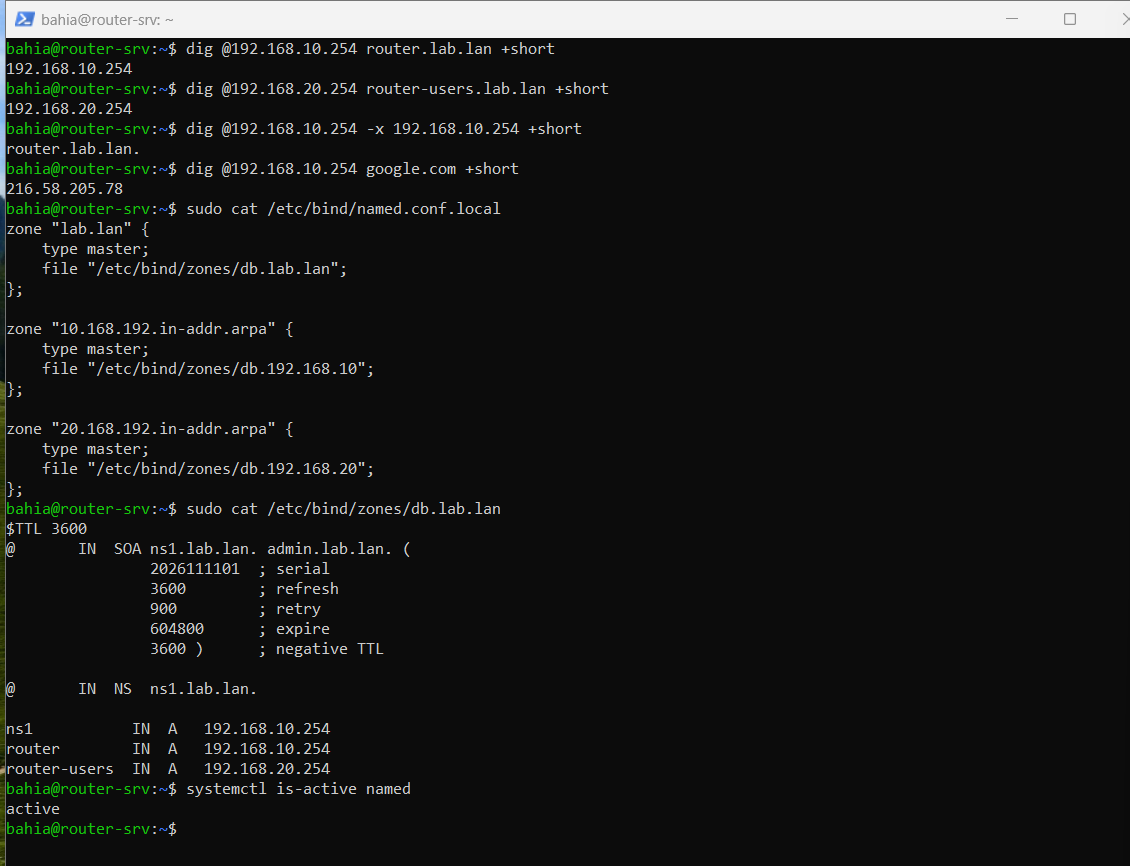 bahia@router-srv: ~
bahia@router-srv:~$ dig @192.168.10.254 router.lab.lan +short
192.168.10.254
bahia@router-srv:~$ dig @192.168.20.254 router-users.lab.lan +short
192.168.20.254
bahia@router-srv:~$ dig @192.168.10.254 -x 192.168.10.254 +short
router.lab.lan.
bahia@router-srv:~$ dig @192.168.10.254 google.com +short
216.58.205.78
bahia@router-srv:~$ sudo cat /etc/bind/named.conf.local
zone "lab.lan" {
    type master;
    file "/etc/bind/zones/db.lab.lan";
};

zone "10.168.192.in-addr.arpa" {
    type master;
    file "/etc/bind/zones/db.192.168.10";
};

zone "20.168.192.in-addr.arpa" {
    type master;
    file "/etc/bind/zones/db.192.168.20";
};
bahia@router-srv:~$ sudo cat /etc/bind/zones/db.lab.lan
$TTL 3600
@       IN  SOA ns1.lab.lan. admin.lab.lan. (
                2026111101  ; serial
                3600        ; refresh
                900         ; retry
                604800      ; expire
                3600 )      ; negative TTL

@       IN  NS  ns1.lab.lan.

ns1           IN  A   192.168.10.254
router        IN  A   192.168.10.254
router-users  IN  A   192.168.20.254
bahia@router-srv:~$ systemctl is-active named
active
bahia@router-srv:~$